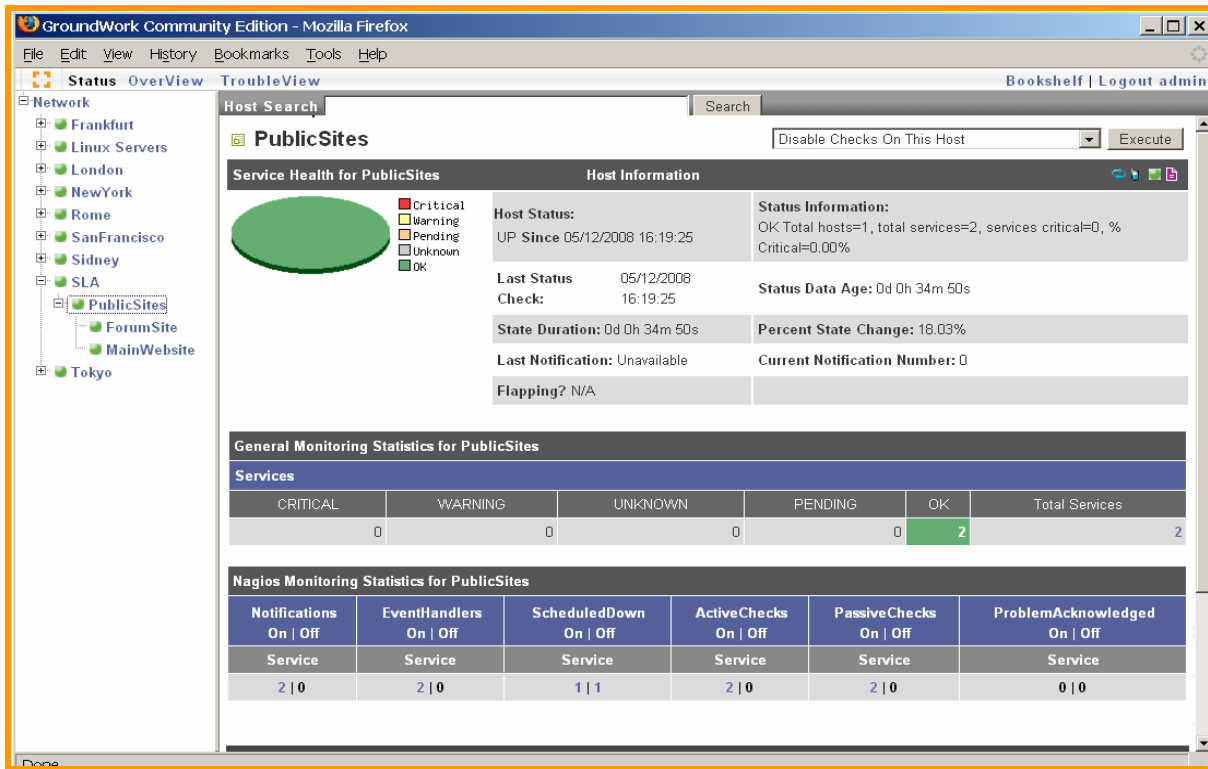 GroundWork Community Edition - Mozilla Firefox
File Edit View History Bookmarks Tools Help
Status OverView TroubleView Bookshelf | Logout admin
Network
Frankfurt
Linux Servers
London
NewYork
Rome
SanFrancisco
Sidney
SLA
PublicSites
ForumSite
MainWebsite
Tokyo
Host Search Search
PublicSites Disable Checks On This Host Execute
Service Health for PublicSites Host Information
Critical
Warning
Pending
Unknown
OK
Host Status:
UP Since 05/12/2008 16:19:25
Status Information:
OK Total hosts=1, total services=2, services critical=0, %
Critical=0.00%
Last Status 05/12/2008
Check: 16:19:25
Status Data Age: 0d 0h 34m 50s
State Duration: 0d 0h 34m 50s Percent State Change: 18.03%
Last Notification: Unavailable Current Notification Number: 0
Flapping? N/A
General Monitoring Statistics for PublicSites
Services
CRITICAL WARNING UNKNOWN PENDING OK Total Services
0 0 0 0 2 2
Nagios Monitoring Statistics for PublicSites
Notifications EventHandlers ScheduledDown ActiveChecks PassiveChecks ProblemAcknowledged
On | Off On | Off On | Off On | Off On | Off On | Off
Service Service Service Service Service Service
2 | 0 2 | 0 1 | 1 2 | 0 2 | 0 0 | 0
Done